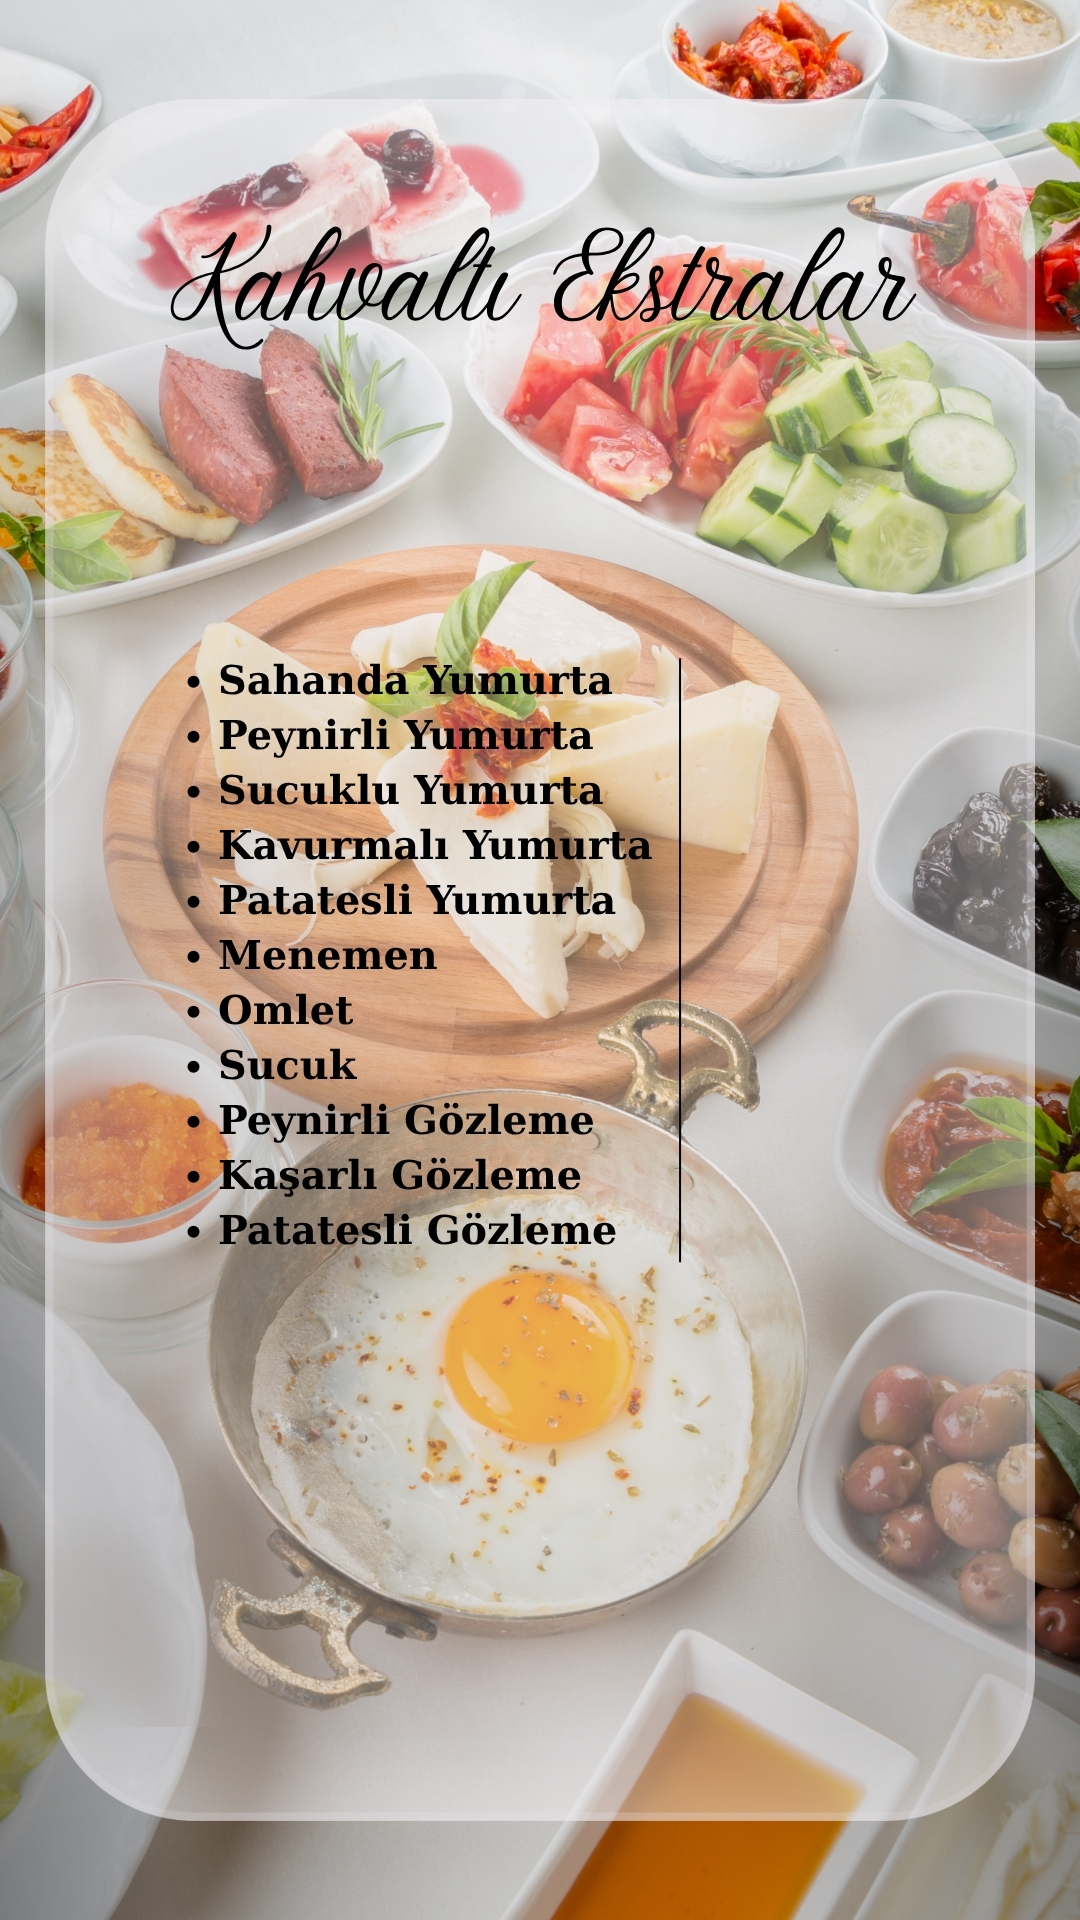 Kahvaltı Ekstralar
• Sahanda Yumurta
• Peynirli Yumurta
• Sucuklu Yumurta
• Kavurmalı Yumurta
• Patatesli Yumurta
• Menemen
• Omlet
• Sucuk
• Peynirli Gözleme
• Kaşarlı Gözleme
• Patatesli Gözleme